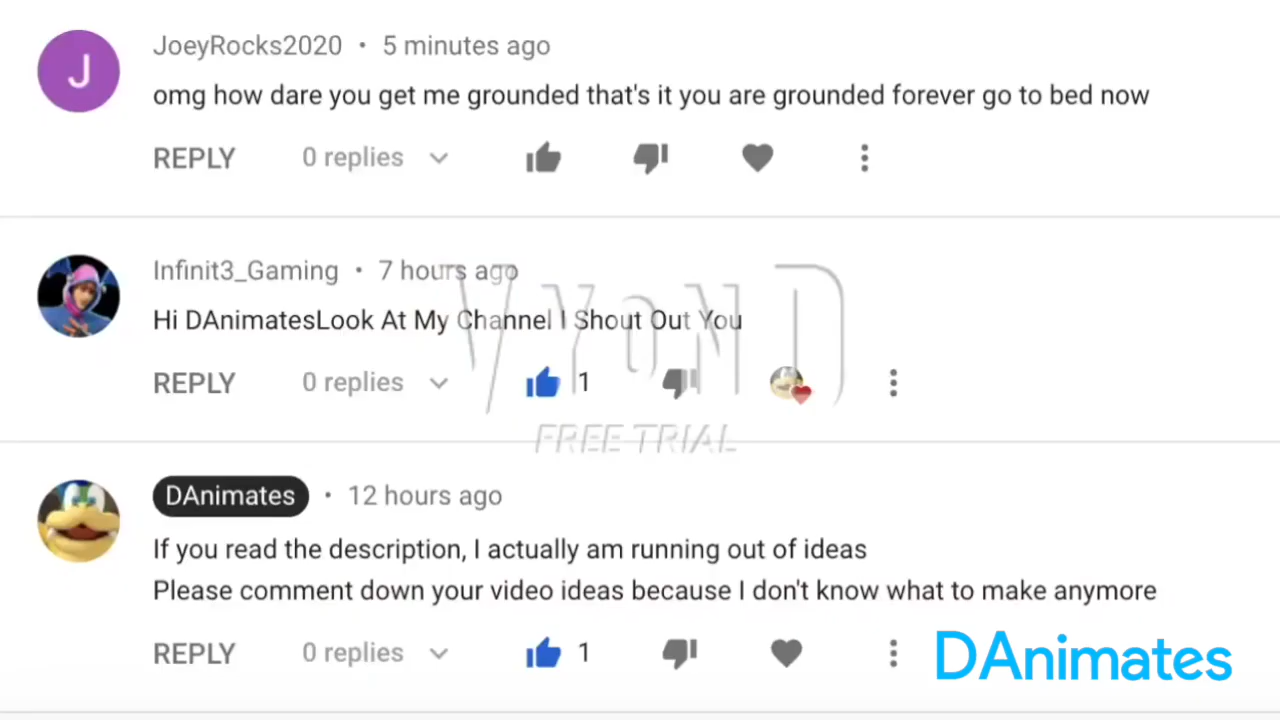 J
JoeyRocks2020 • 5 minutes ago
omg how dare you get me grounded that's it you are grounded forever go to bed now
REPLY 0 replies
Infinit3_Gaming • 7 hours ago
Hi DAnimatesLook At My Channel I Shout Out You
REPLY 0 replies 1
VYOND
FREE TRIAL
DAnimates • 12 hours ago
If you read the description, I actually am running out of ideas
Please comment down your video ideas because I don't know what to make anymore
REPLY 0 replies 1
DAnimates